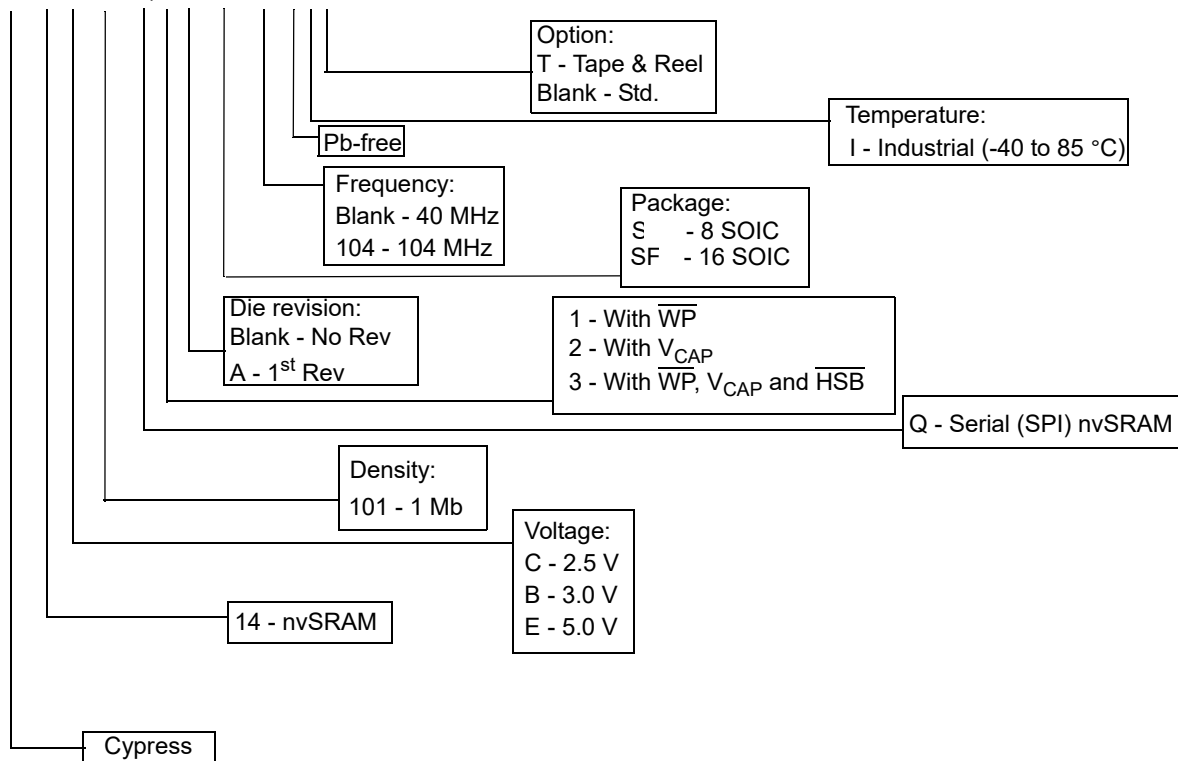 Option:
T - Tape & Reel
Blank - Std.
Temperature:
I - Industrial (-40 to 85 °C)
Pb-free
Frequency:
Blank - 40 MHz
104 - 104 MHz
Package:
S - 8 SOIC
SF - 16 SOIC
Die revision:
Blank - No Rev
A - 1st Rev
1 - With W̅P̅
2 - With VCAP
3 - With W̅P̅, VCAP and H̅S̅B̅
Q - Serial (SPI) nvSRAM
Density:
101 - 1 Mb
Voltage:
C - 2.5 V
B - 3.0 V
E - 5.0 V
14 - nvSRAM
Cypress